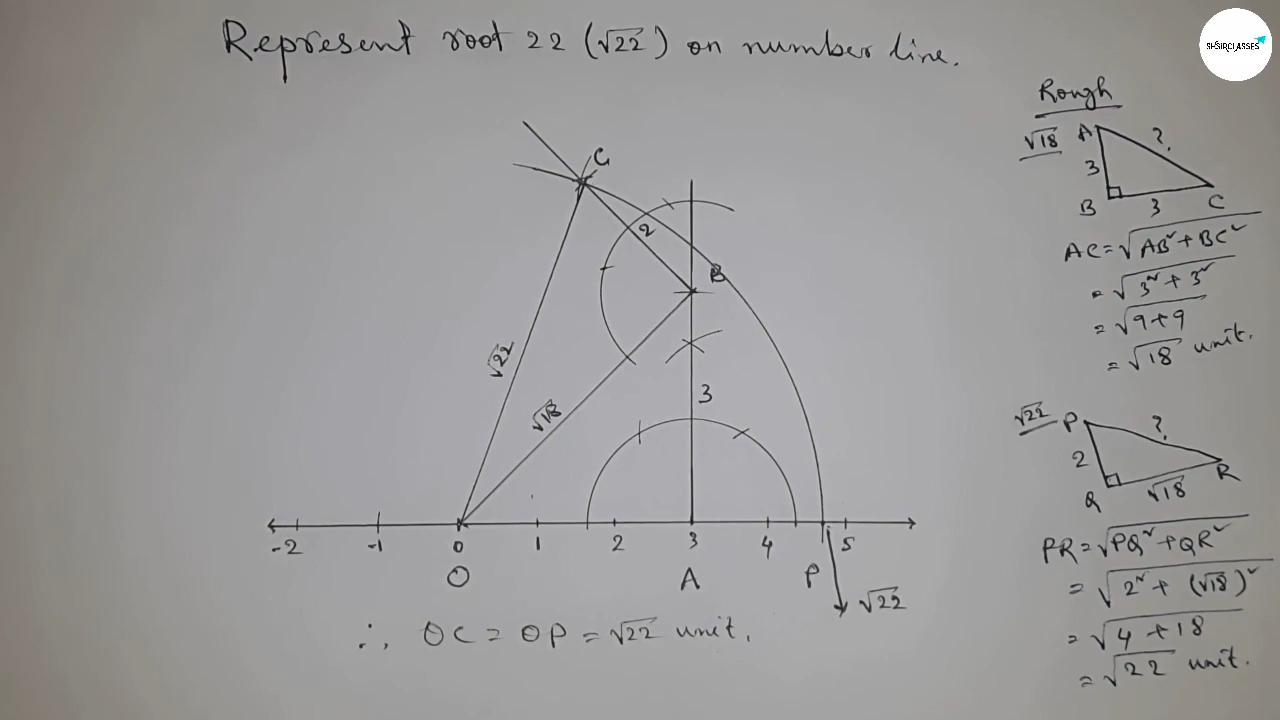 Represent root 22 (√22) on number line.
SHSIRCLASSES
C
2
B
√22
√18
3
-2 -1 0 1 2 3 4 5
O A P
√22
∴ OC = OP = √22 unit.
Rough
√18
A ?
3
B 3 C
AC = √AB² + BC²
= √3² + 3²
= √9+9
= √18 unit.
√22
P ?
2
Q √18 R
PR = √PQ² + QR²
= √2² + (√18)²
= √4 + 18
= √22 unit.